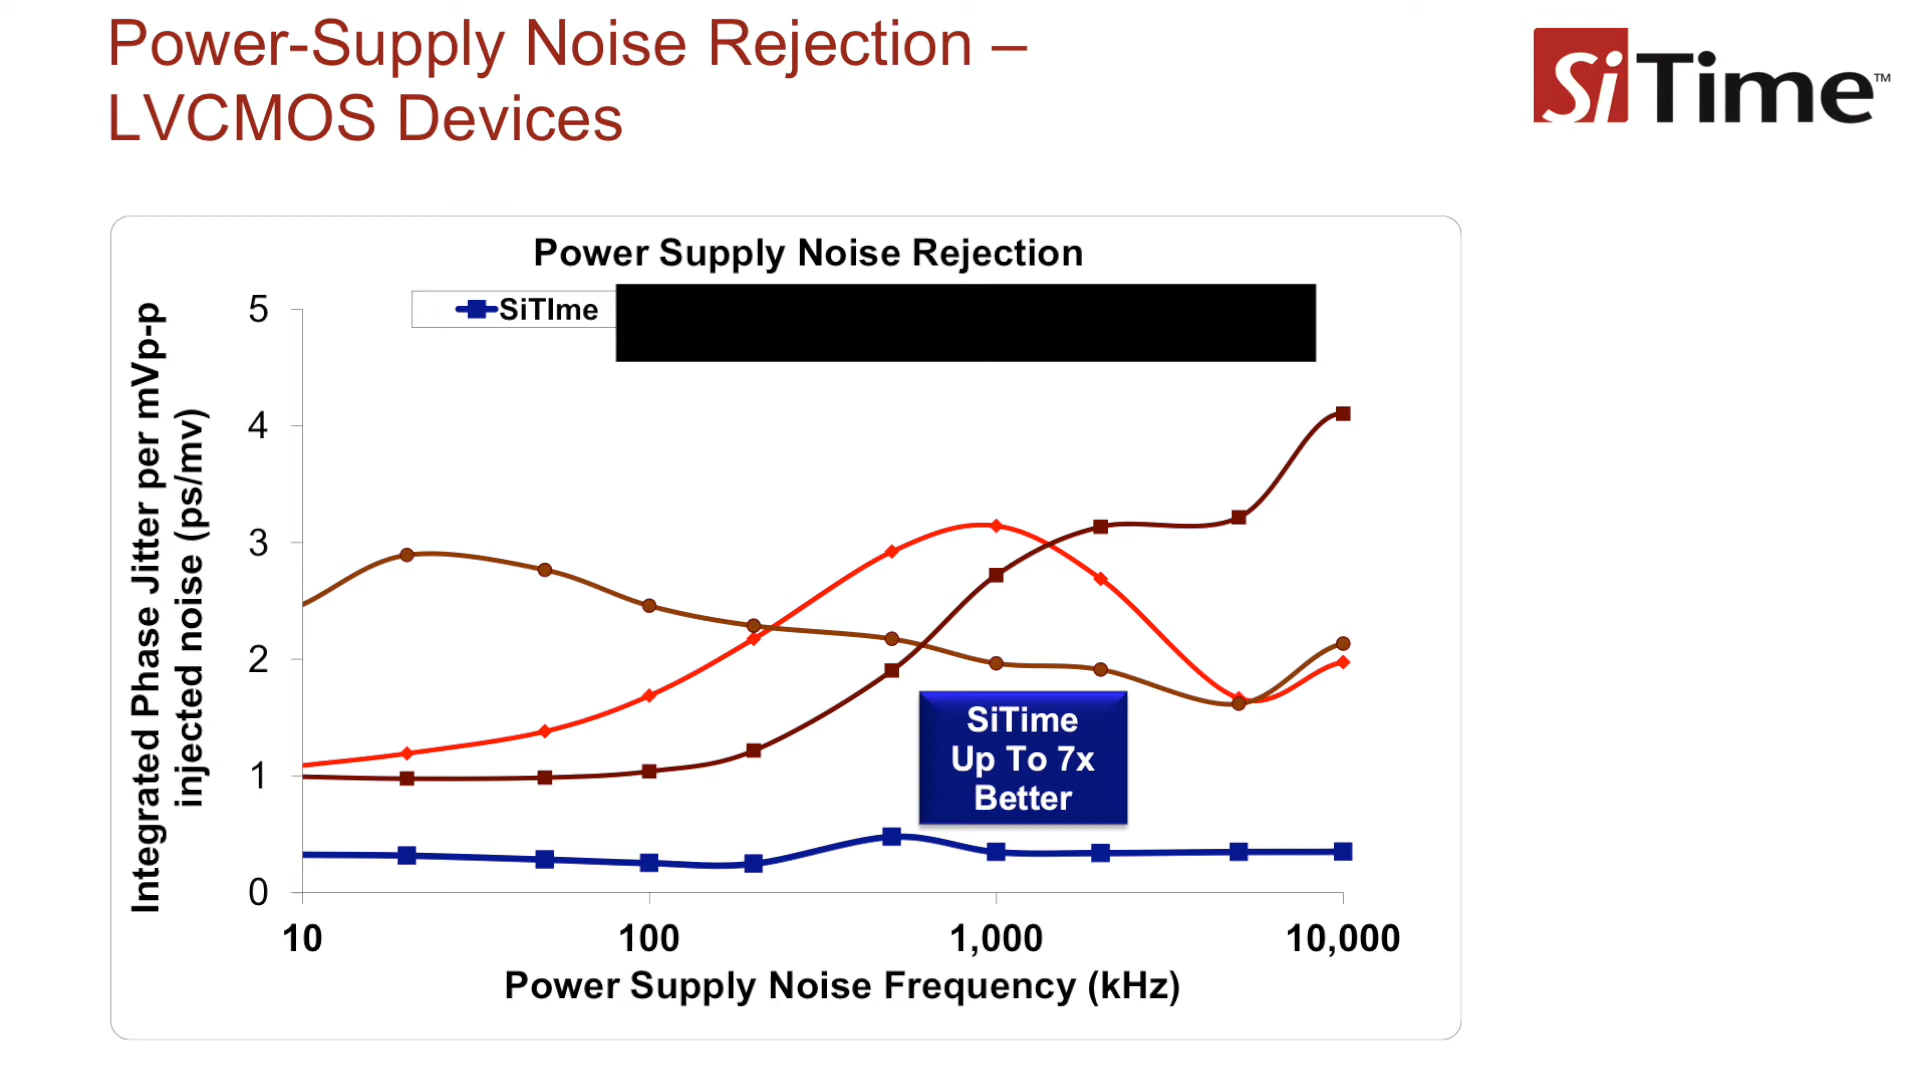 Power-Supply Noise Rejection –
LVCMOS Devices
SiTime™
Power Supply Noise Rejection
SiTIme
Integrated Phase Jitter per mVp-p
injected noise (ps/mv)
5
4
3
2
1
0
SiTime
Up To 7x
Better
10 100 1,000 10,000
Power Supply Noise Frequency (kHz)